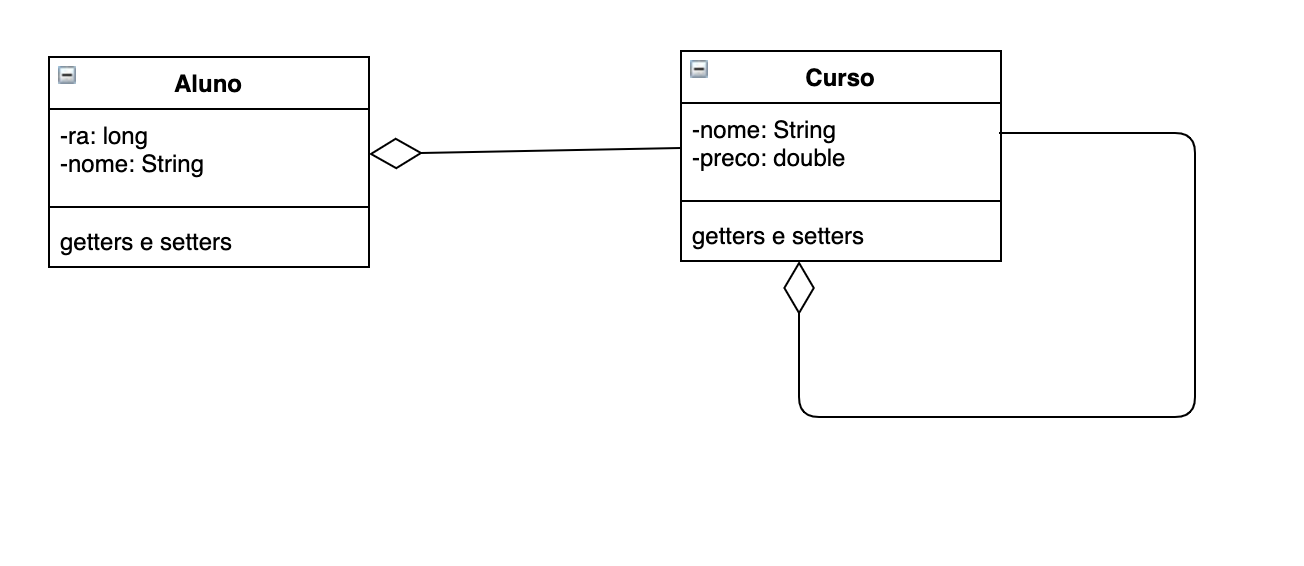 Aluno
-ra: long
-nome: String
getters e setters
Curso
-nome: String
-preco: double
getters e setters